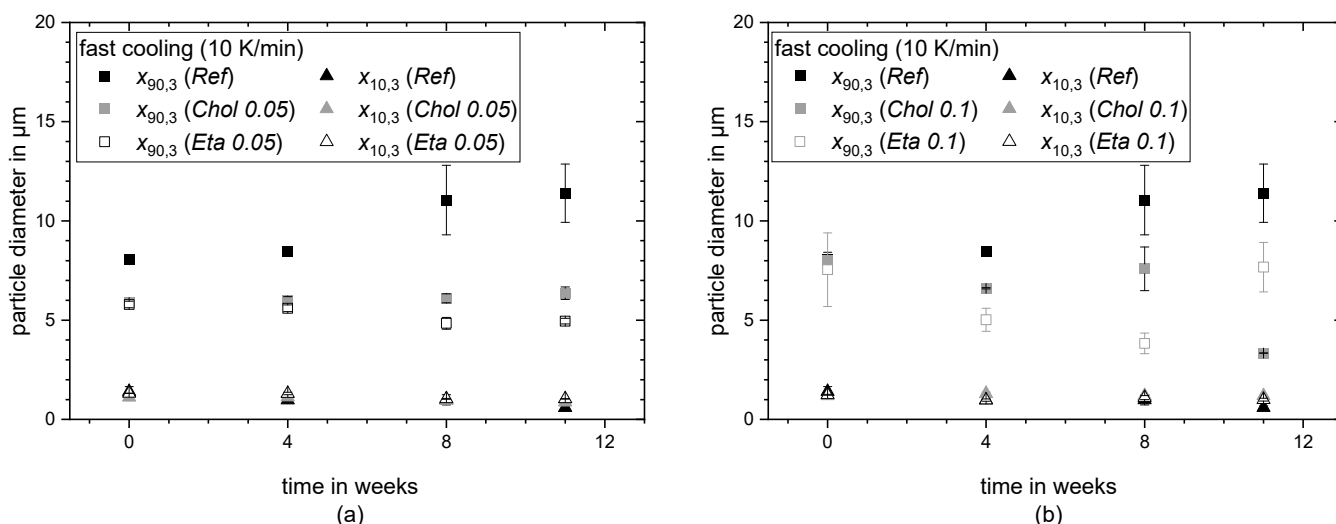 20
15
10
5
0
particle diameter in µm
fast cooling (10 K/min)
x90,3 (Ref) x10,3 (Ref)
x90,3 (Chol 0.05) x10,3 (Chol 0.05)
x90,3 (Eta 0.05) x10,3 (Eta 0.05)
0 4 8 12
time in weeks
(a)
20
15
10
5
0
particle diameter in µm
fast cooling (10 K/min)
x90,3 (Ref) x10,3 (Ref)
x90,3 (Chol 0.1) x10,3 (Chol 0.1)
x90,3 (Eta 0.1) x10,3 (Eta 0.1)
0 4 8 12
time in weeks
(b)